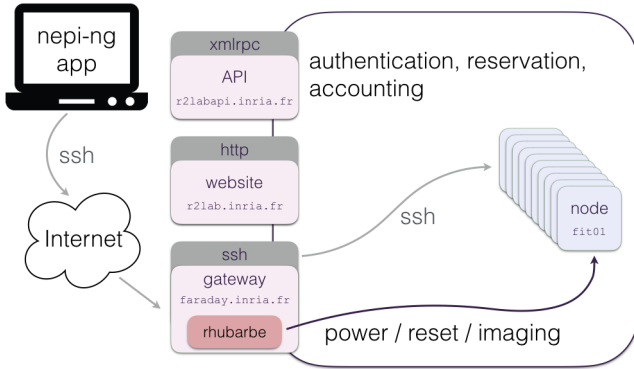 nepi-ng
app
ssh
Internet
xmlrpc
API
r2labapi.inria.fr
http
website
r2lab.inria.fr
ssh
gateway
faraday.inria.fr
rhubarbe
authentication, reservation,
accounting
ssh
node
fit01
power / reset / imaging